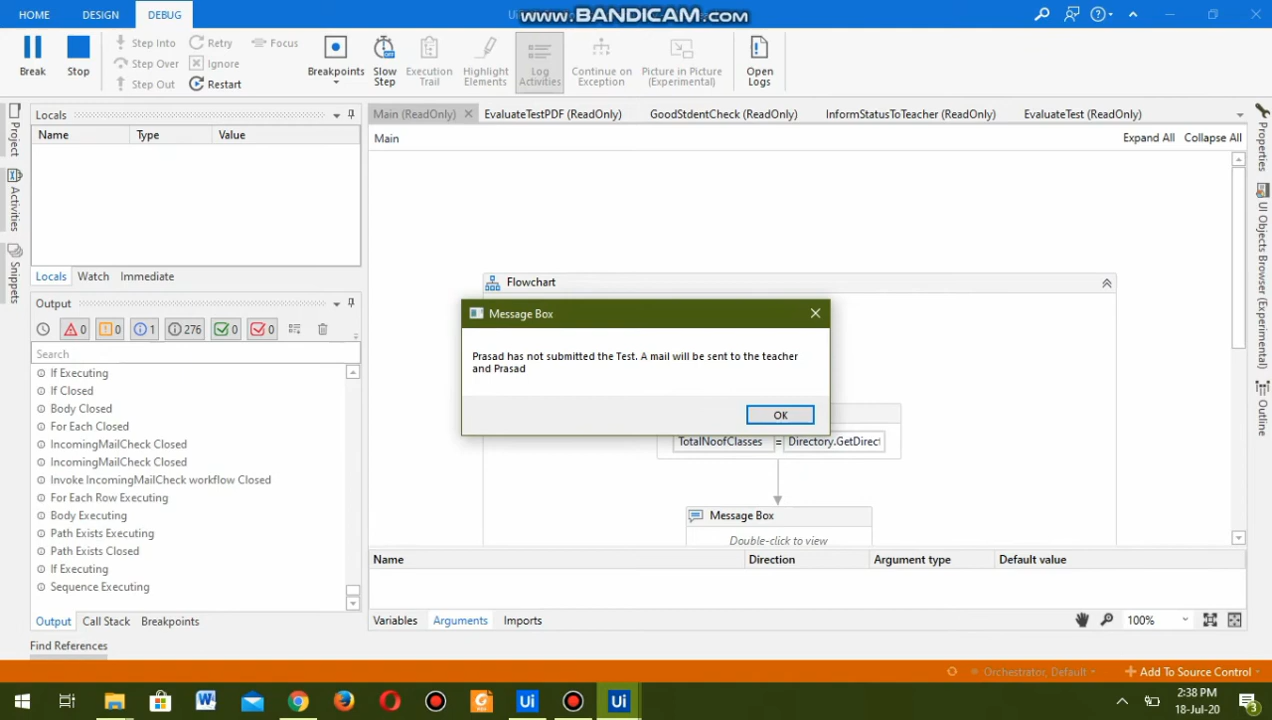 HOME
DESIGN
DEBUG
Ui
www.BANDICAM.com
Break
Stop
Step Into
Step Over
Step Out
Retry
Ignore
Restart
Focus
Breakpoints
Slow
Step
Execution
Trail
Highlight
Elements
Log
Activities
Continue on
Exception
Picture in Picture
(Experimental)
Open
Logs
Project
Activities
Snippets
Locals
Name Type Value
Locals Watch Immediate
Output
0 0 1 276 0 0
Search
If Executing
If Closed
Body Closed
For Each Closed
IncomingMailCheck Closed
IncomingMailCheck Closed
Invoke IncomingMailCheck workflow Closed
For Each Row Executing
Body Executing
Path Exists Executing
Path Exists Closed
If Executing
Sequence Executing
Output Call Stack Breakpoints
Find References
Main (ReadOnly) EvaluateTestPDF (ReadOnly) GoodStdentCheck (ReadOnly) InformStatusToTeacher (ReadOnly) EvaluateTest (ReadOnly)
Main
Expand All Collapse All
Flowchart
Message Box
Prasad has not submitted the Test. A mail will be sent to the teacher
and Prasad
OK
TotalNoofClasses = Directory.GetDirect
Message Box
Double-click to view
Name Direction Argument type Default value
Variables Arguments Imports
100%
Properties
UI Objects Browser (Experimental)
Outline
Orchestrator, Default
Add To Source Control
Ui
Ui
2:38 PM
18-Jul-20
3